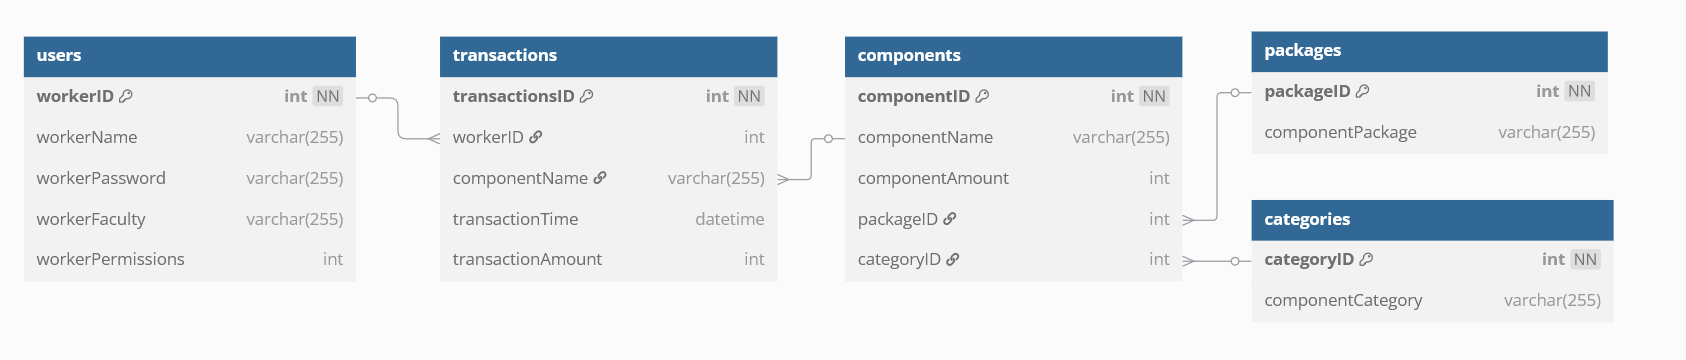 users
workerID int NN
workerName varchar(255)
workerPassword varchar(255)
workerFaculty varchar(255)
workerPermissions int
transactions
transactionsID int NN
workerID int
componentName varchar(255)
transactionTime datetime
transactionAmount int
components
componentID int NN
componentName varchar(255)
componentAmount int
packageID int
categoryID int
packages
packageID int NN
componentPackage varchar(255)
categories
categoryID int NN
componentCategory varchar(255)